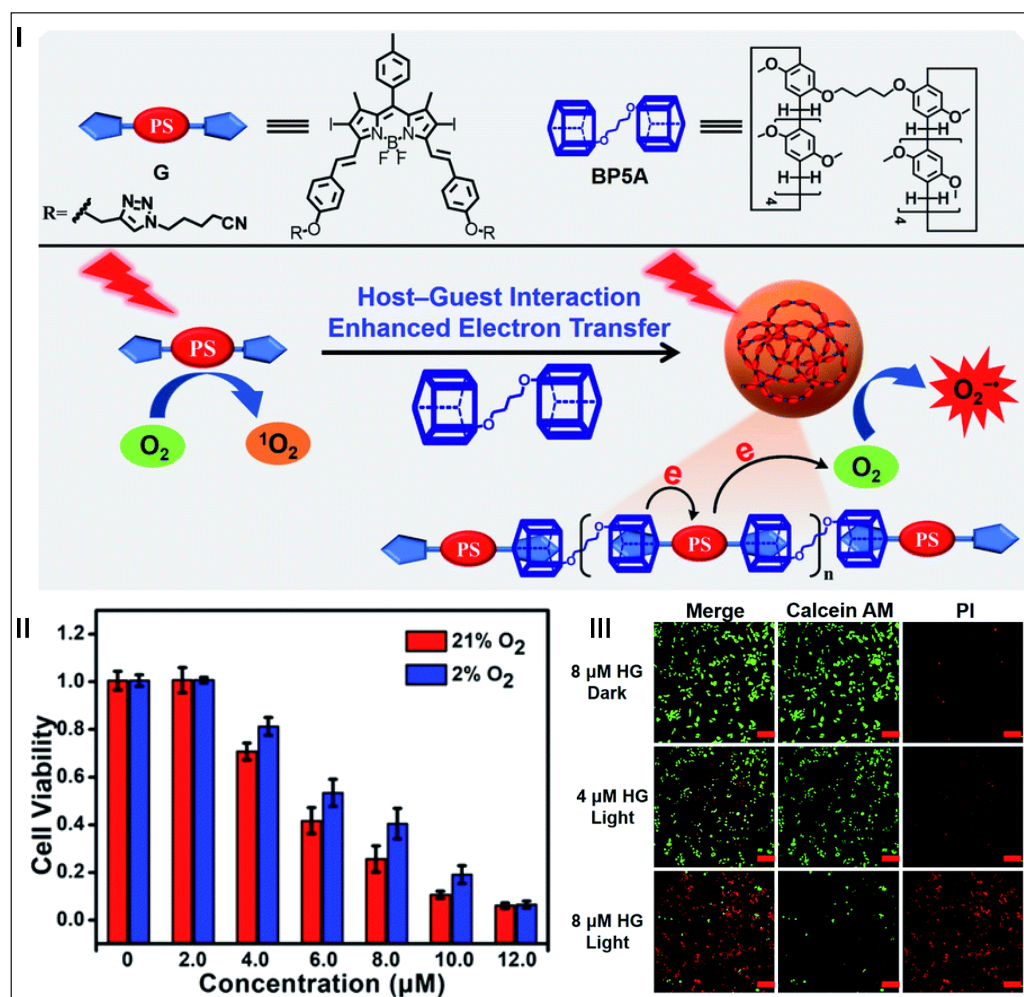 I
PS
G
R=
N=N
N
CN
I
I
N
N
B
F
F
O
O
R
R
BP5A
O
O
O
O
O
O
H
H
H
H
O
O
O
O
H
H
H
H
4
4
Host–Guest Interaction
Enhanced Electron Transfer
PS
O₂
¹O₂
O
O
O₂⁻•
e
e
O₂
PS
O
O
PS
O
O
PS
n
II
Cell Viability
1.2
1.0
0.8
0.6
0.4
0.2
0.0
21% O₂
2% O₂
0 2.0 4.0 6.0 8.0 10.0 12.0
Concentration (µM)
III
Merge Calcein AM PI
8 µM HG
Dark
4 µM HG
Light
8 µM HG
Light